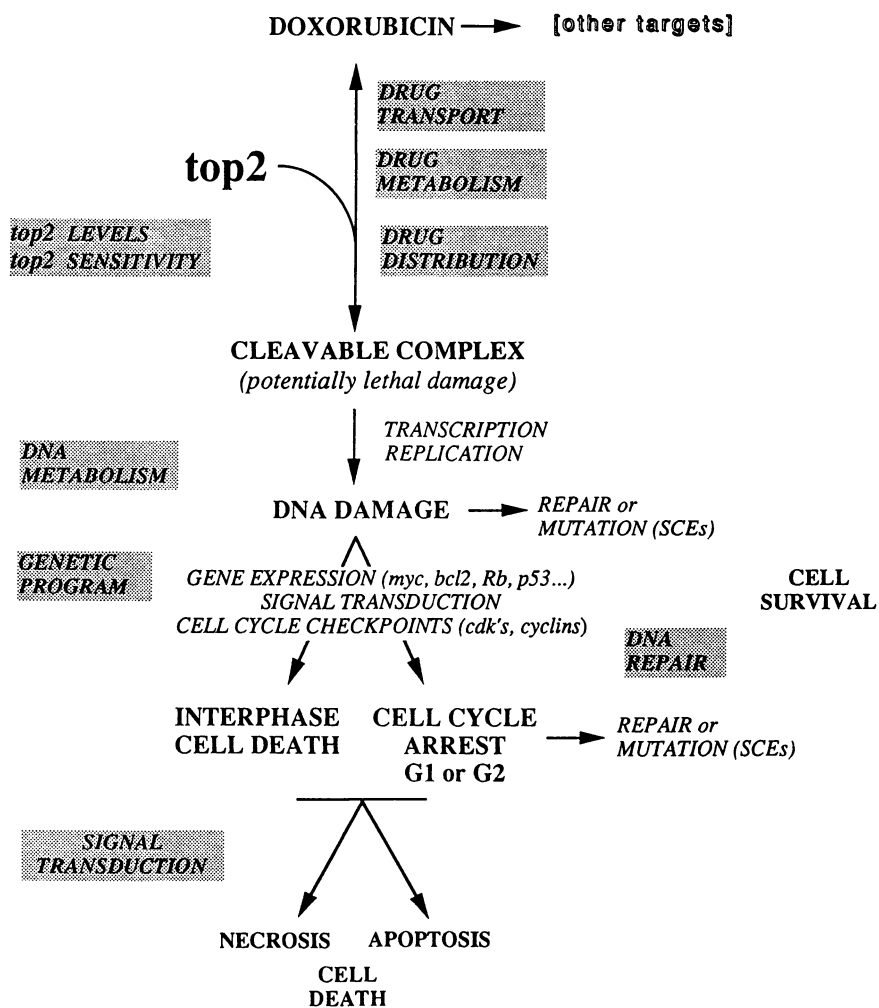 DOXORUBICIN
[other targets]
DRUG
TRANSPORT
top2
DRUG
METABOLISM
top2 LEVELS
top2 SENSITIVITY
DRUG
DISTRIBUTION
CLEAVABLE COMPLEX
(potentially lethal damage)
TRANSCRIPTION
REPLICATION
DNA
METABOLISM
DNA DAMAGE
REPAIR or
MUTATION (SCEs)
GENETIC
PROGRAM
GENE EXPRESSION (myc, bcl2, Rb, p53...)
SIGNAL TRANSDUCTION
CELL CYCLE CHECKPOINTS (cdk's, cyclins)
CELL
SURVIVAL
DNA
REPAIR
INTERPHASE
CELL DEATH
CELL CYCLE
ARREST
G1 or G2
REPAIR or
MUTATION (SCEs)
SIGNAL
TRANSDUCTION
NECROSIS
APOPTOSIS
CELL
DEATH